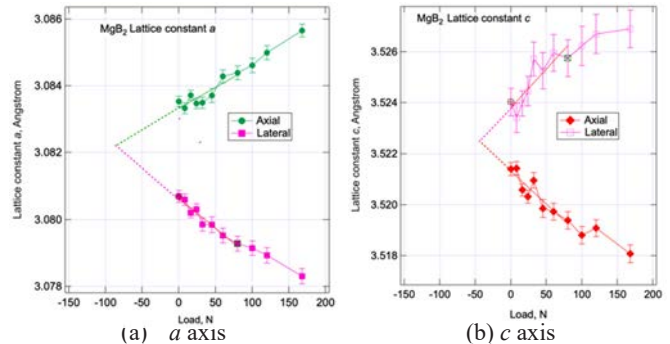 MgB₂ Lattice constant a
Lattice constant a, Angstrom
3.086
3.084
3.082
3.080
3.078
Axial
Lateral
-150 -100 -50 0 50 100 150 200
Load, N
(a) a axis
MgB₂ Lattice constant c
Lattice constant c, Angstrom
3.526
3.524
3.522
3.520
3.518
Axial
Lateral
-150 -100 -50 0 50 100 150 200
Load, N
(b) c axis